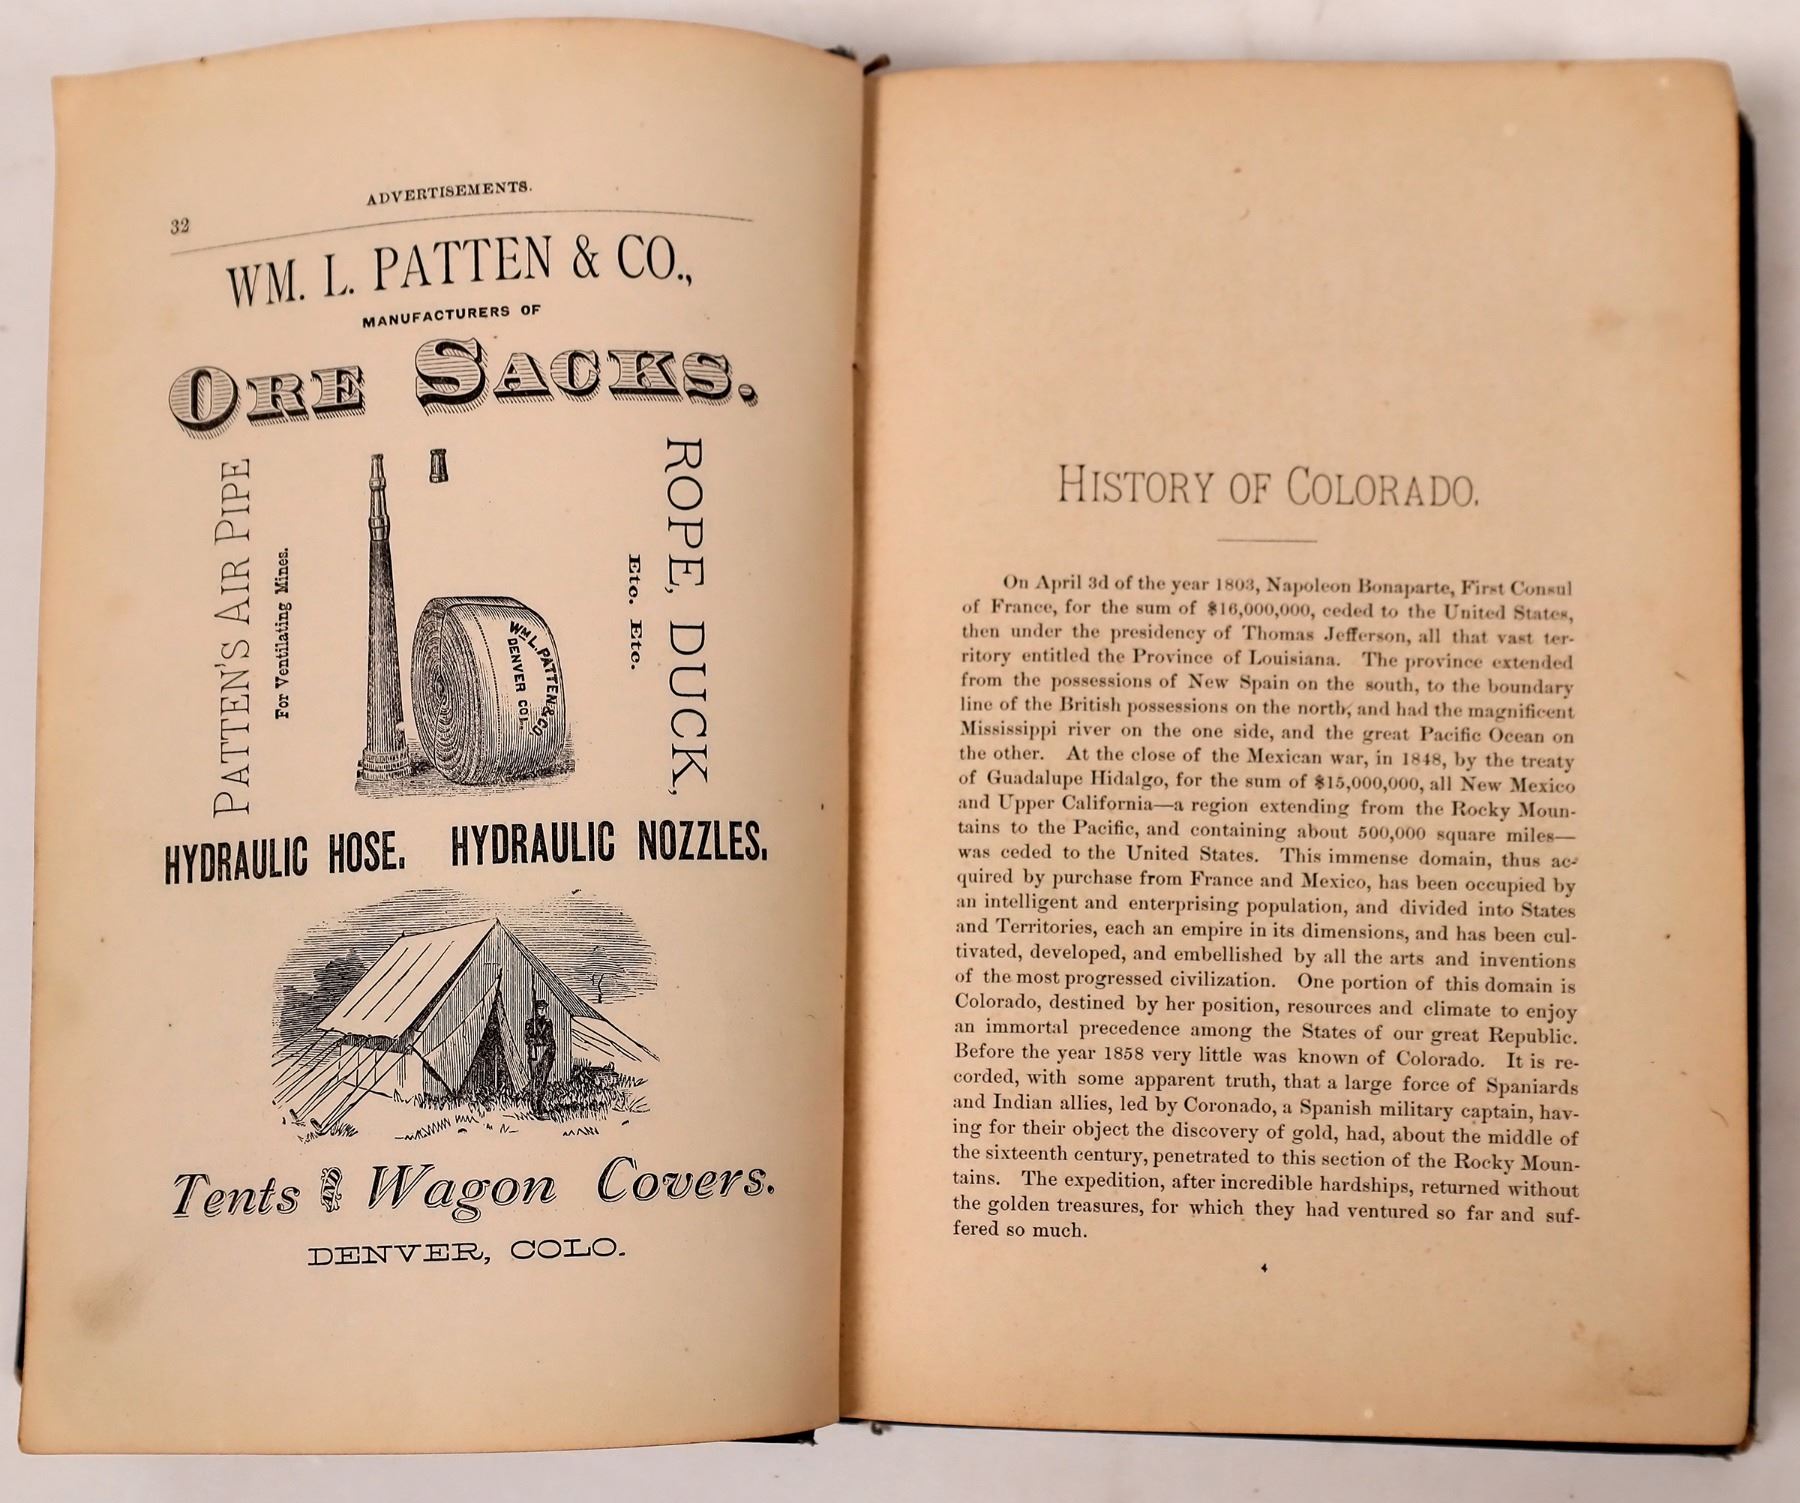 ADVERTISEMENTS.
32
WM. L. PATTEN & CO.,
MANUFACTURERS OF
ORE SACKS.
PATTEN'S AIR PIPE
For Ventilating Mines.
WM L. PATTEN & CO
DENVER COL.
Etc. Etc.
ROPE, DUCK,
HYDRAULIC HOSE. HYDRAULIC NOZZLES.
Tents AND Wagon Covers.
DENVER, COLO.
HISTORY OF COLORADO.
On April 3d of the year 1803, Napoleon Bonaparte, First Consul
of France, for the sum of $16,000,000, ceded to the United States,
then under the presidency of Thomas Jefferson, all that vast ter-
ritory entitled the Province of Louisiana. The province extended
from the possessions of New Spain on the south, to the boundary
line of the British possessions on the north, and had the magnificent
Mississippi river on the one side, and the great Pacific Ocean on
the other. At the close of the Mexican war, in 1848, by the treaty
of Guadalupe Hidalgo, for the sum of $15,000,000, all New Mexico
and Upper California—a region extending from the Rocky Moun-
tains to the Pacific, and containing about 500,000 square miles—
was ceded to the United States. This immense domain, thus ac-
quired by purchase from France and Mexico, has been occupied by
an intelligent and enterprising population, and divided into States
and Territories, each an empire in its dimensions, and has been cul-
tivated, developed, and embellished by all the arts and inventions
of the most progressed civilization. One portion of this domain is
Colorado, destined by her position, resources and climate to enjoy
an immortal precedence among the States of our great Republic.
Before the year 1858 very little was known of Colorado. It is re-
corded, with some apparent truth, that a large force of Spaniards
and Indian allies, led by Coronado, a Spanish military captain, hav-
ing for their object the discovery of gold, had, about the middle of
the sixteenth century, penetrated to this section of the Rocky Moun-
tains. The expedition, after incredible hardships, returned without
the golden treasures, for which they had ventured so far and suf-
fered so much.
4